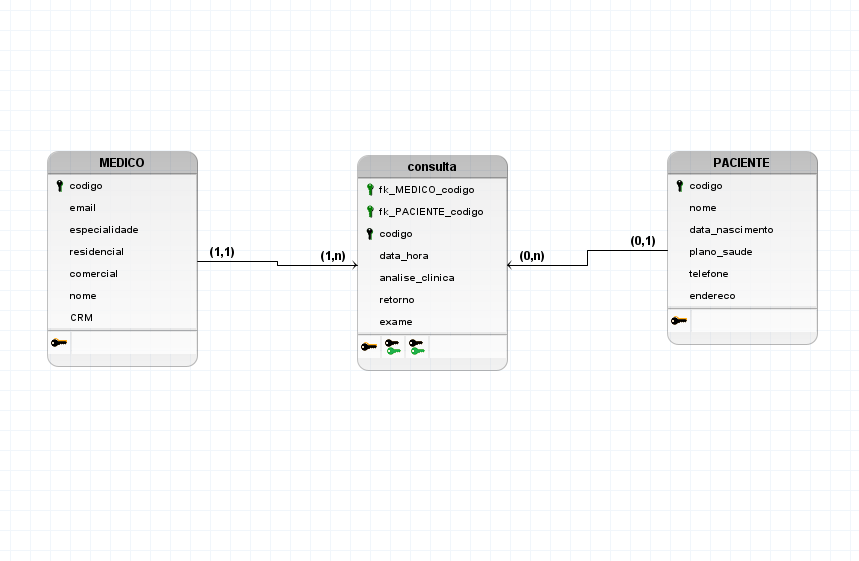 MEDICO
codigo
email
especialidade
residencial
comercial
nome
CRM
(1,1)
(1,n)
consulta
fk_MEDICO_codigo
fk_PACIENTE_codigo
codigo
data_hora
analise_clinica
retorno
exame
(0,n)
(0,1)
PACIENTE
codigo
nome
data_nascimento
plano_saude
telefone
endereco